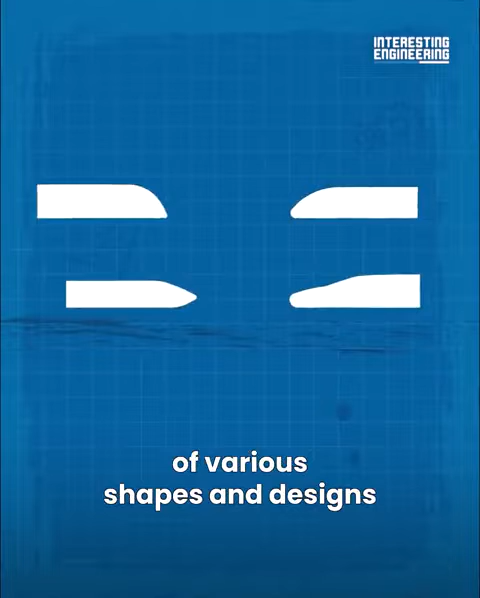 INTERESTING
ENGINEERING
of various
shapes and designs